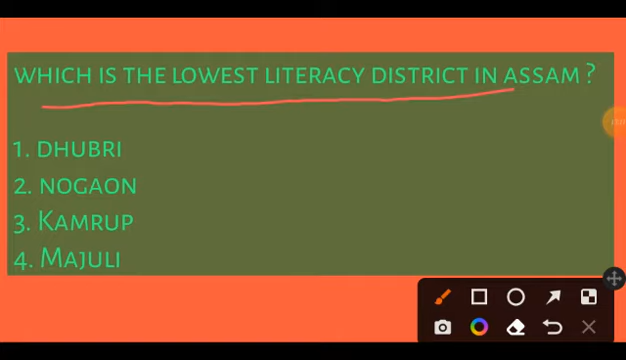 WHICH IS THE LOWEST LITERACY DISTRICT IN ASSAM ?
1. DHUBRI
2. NOGAON
3. KAMRUP
4. MAJULI